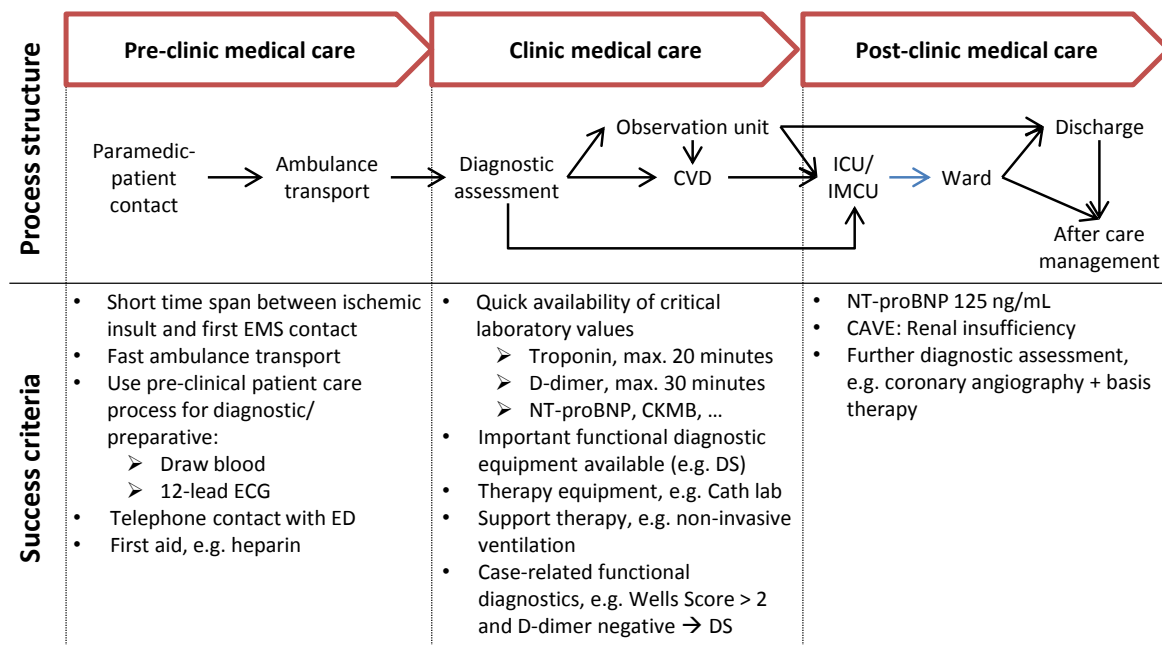 Process structure
Pre-clinic medical care
Clinic medical care
Post-clinic medical care
Paramedic-
patient
contact
Ambulance
transport
Diagnostic
assessment
Observation unit
CVD
ICU/
IMCU
Ward
Discharge
After care
management
Success criteria
• Short time span between ischemic
insult and first EMS contact
• Fast ambulance transport
• Use pre-clinical patient care
process for diagnostic/
preparative:
➢ Draw blood
➢ 12-lead ECG
• Telephone contact with ED
• First aid, e.g. heparin
• Quick availability of critical
laboratory values
➢ Troponin, max. 20 minutes
➢ D-dimer, max. 30 minutes
➢ NT-proBNP, CKMB, ...
• Important functional diagnostic
equipment available (e.g. DS)
• Therapy equipment, e.g. Cath lab
• Support therapy, e.g. non-invasive
ventilation
• Case-related functional
diagnostics, e.g. Wells Score > 2
and D-dimer negative → DS
• NT-proBNP 125 ng/mL
• CAVE: Renal insufficiency
• Further diagnostic assessment,
e.g. coronary angiography + basis
therapy